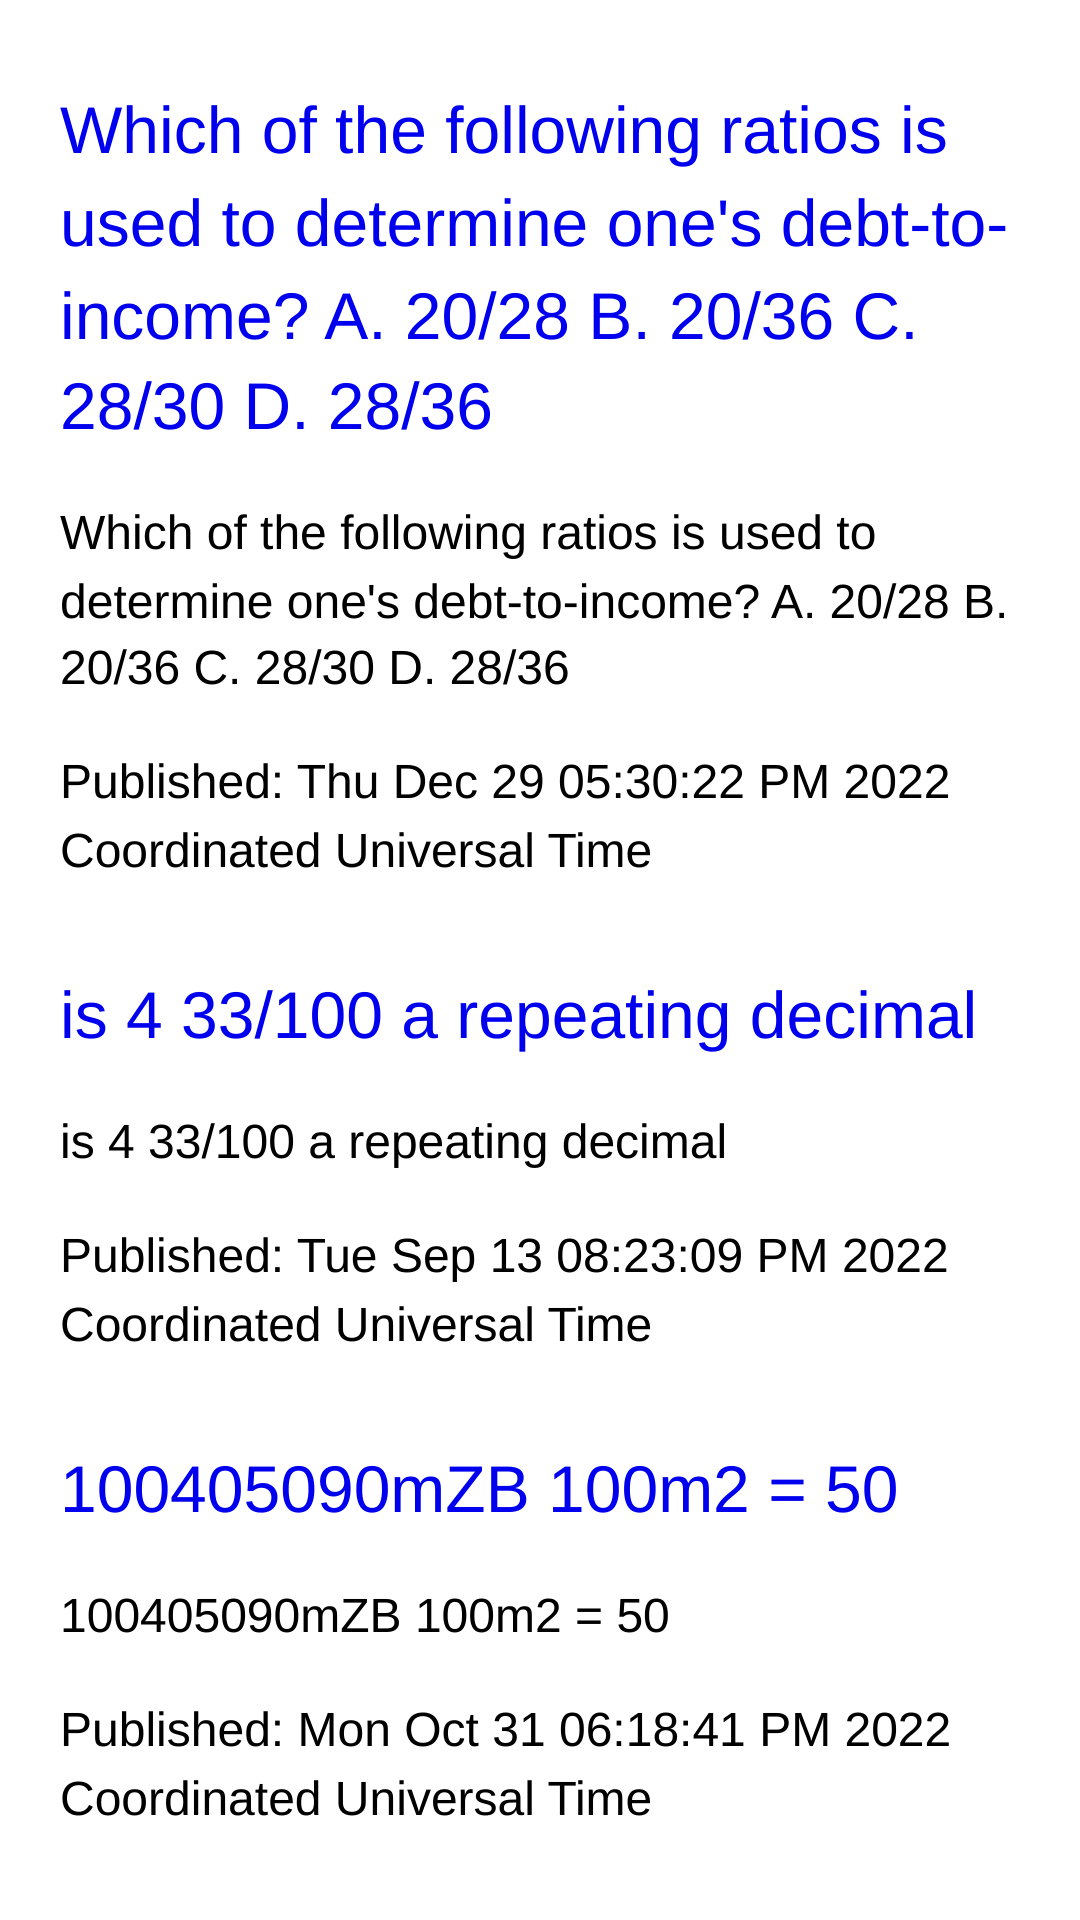 Which of the following ratios is
used to determine one's debt-to-
income? A. 20/28 B. 20/36 C.
28/30 D. 28/36
Which of the following ratios is used to
determine one's debt-to-income? A. 20/28 B.
20/36 C. 28/30 D. 28/36
Published: Thu Dec 29 05:30:22 PM 2022
Coordinated Universal Time
is 4 33/100 a repeating decimal
is 4 33/100 a repeating decimal
Published: Tue Sep 13 08:23:09 PM 2022
Coordinated Universal Time
100405090mZB 100m2 = 50
100405090mZB 100m2 = 50
Published: Mon Oct 31 06:18:41 PM 2022
Coordinated Universal Time